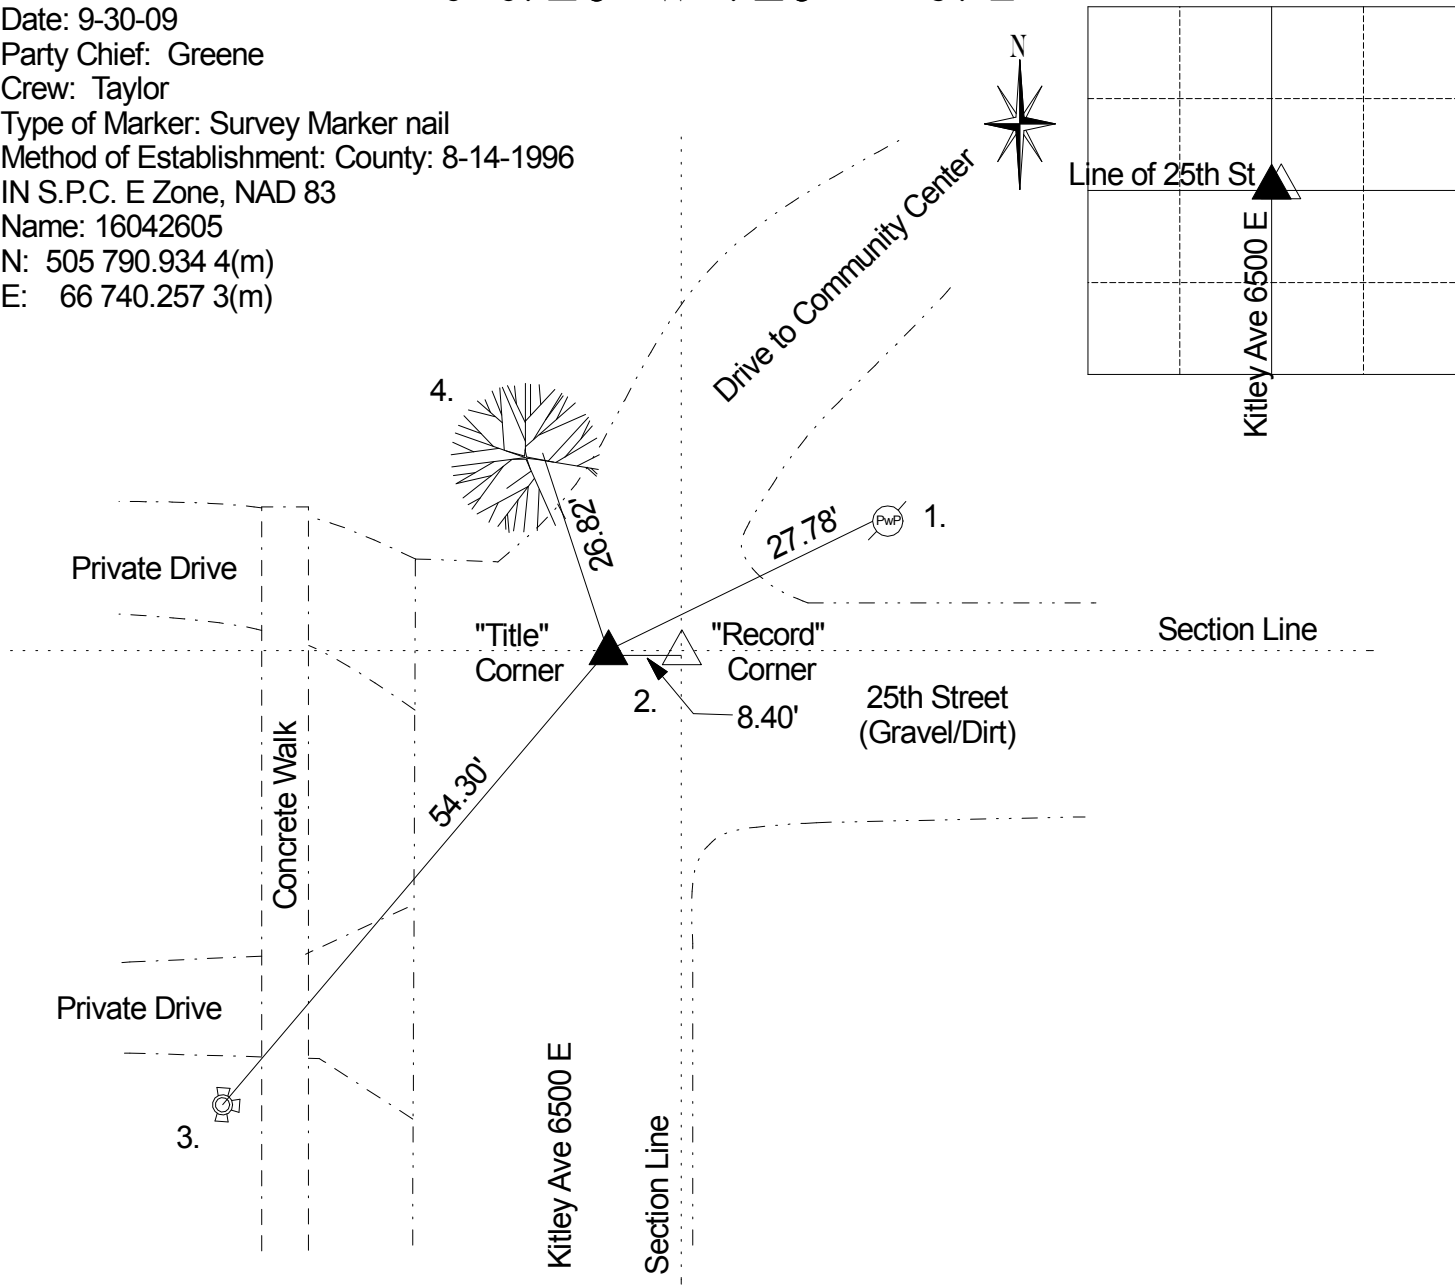 Date: 9-30-09
Party Chief: Greene
Crew: Taylor
Type of Marker: Survey Marker nail
Method of Establishment: County: 8-14-1996
IN S.P.C. E Zone, NAD 83
Name: 16042605
N: 505 790.934 4(m)
E: 66 740.257 3(m)
N
Line of 25th St
Kitley Ave 6500 E
Drive to Community Center
4.
26.82'
27.78'
PwP
1.
Private Drive
"Title"
Corner
"Record"
Corner
Section Line
2.
8.40'
25th Street
(Gravel/Dirt)
54.30'
Concrete Walk
Private Drive
3.
Kitley Ave 6500 E
Section Line